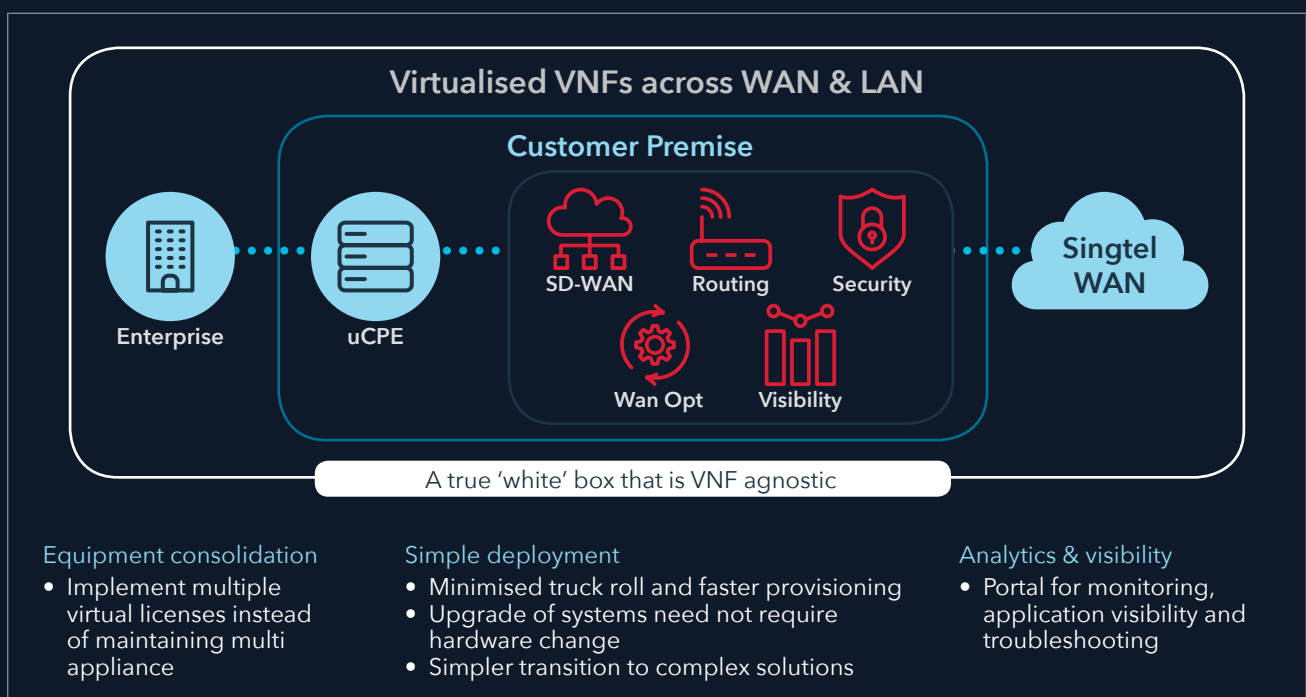 Virtualised VNFs across WAN & LAN
Customer Premise
Enterprise
uCPE
SD-WAN
Routing
Security
Wan Opt
Visibility
Singtel
WAN
A true ‘white’ box that is VNF agnostic
Equipment consolidation
• Implement multiple
virtual licenses instead
of maintaining multi
appliance
Simple deployment
• Minimised truck roll and faster provisioning
• Upgrade of systems need not require
hardware change
• Simpler transition to complex solutions
Analytics & visibility
• Portal for monitoring,
application visibility and
troubleshooting